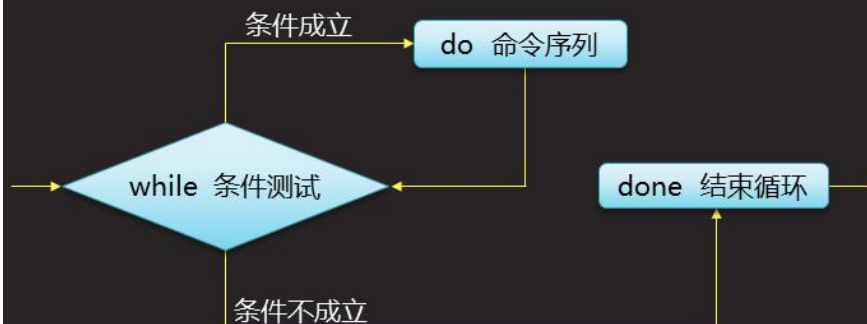 条件成立
do 命令序列
while 条件测试
done 结束循环
条件不成立